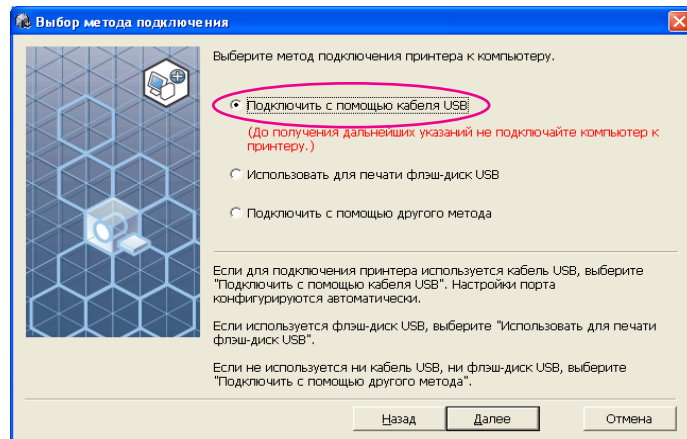 Выбор метода подключения
Выберите метод подключения принтера к компьютеру.
Подключить с помощью кабеля USB
(До получения дальнейших указаний не подключайте компьютер к
принтеру.)
Использовать для печати флэш-диск USB
Подключить с помощью другого метода
Если для подключения принтера используется кабель USB, выберите
"Подключить с помощью кабеля USB". Настройки порта
конфигурируются автоматически.
Если используется флэш-диск USB, выберите "Использовать для печати
флэш-диск USB".
Если не используется ни кабель USB, ни флэш-диск USB, выберите
"Подключить с помощью другого метода".
Назад Далее Отмена